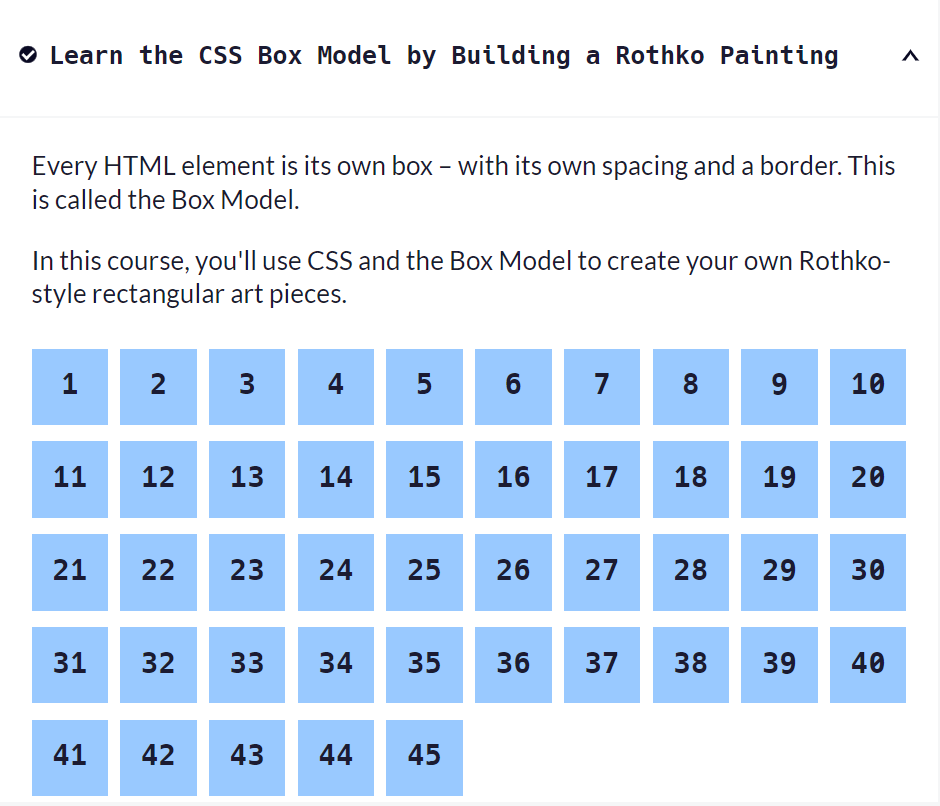 Learn the CSS Box Model by Building a Rothko Painting
Every HTML element is its own box – with its own spacing and a border. This
is called the Box Model.
In this course, you'll use CSS and the Box Model to create your own Rothko-
style rectangular art pieces.
1 2 3 4 5 6 7 8 9 10
11 12 13 14 15 16 17 18 19 20
21 22 23 24 25 26 27 28 29 30
31 32 33 34 35 36 37 38 39 40
41 42 43 44 45